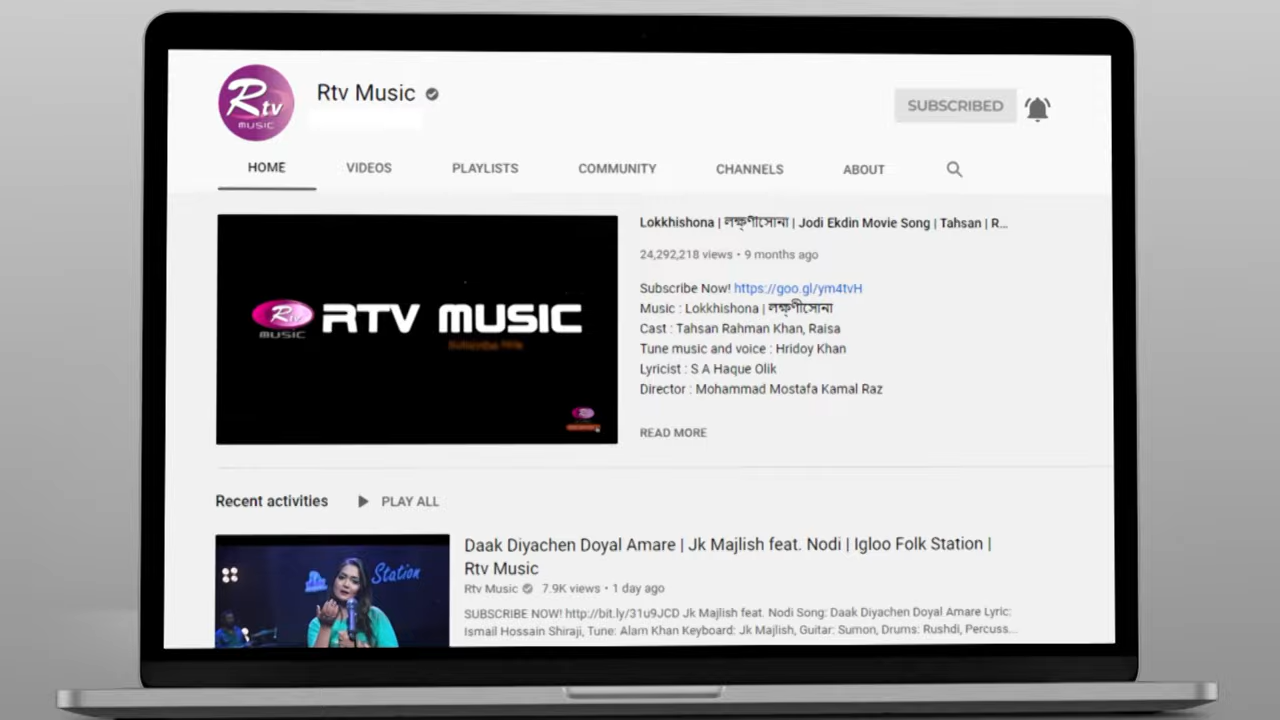 Rtv
MUSIC
Rtv Music
SUBSCRIBED
HOME
VIDEOS
PLAYLISTS
COMMUNITY
CHANNELS
ABOUT
Rtv
MUSIC
RTV MUSIC
Lokkhishona | লক্ষ্ণীসোনা | Jodi Ekdin Movie Song | Tahsan | R...
24,292,218 views • 9 months ago
Subscribe Now! https://goo.gl/ym4tvH
Music : Lokkhishona | লক্ষ্ণীসোনা
Cast : Tahsan Rahman Khan, Raisa
Tune music and voice : Hridoy Khan
Lyricist : S A Haque Olik
Director : Mohammad Mostafa Kamal Raz
READ MORE
Recent activities
PLAY ALL
Station
Daak Diyachen Doyal Amare | Jk Majlish feat. Nodi | Igloo Folk Station |
Rtv Music
Rtv Music 7.9K views • 1 day ago
SUBSCRIBE NOW! http://bit.ly/31u9JCD Jk Majlish feat. Nodi Song: Daak Diyachen Doyal Amare Lyric:
Ismail Hossain Shiraji, Tune: Alam Khan Keyboard: Jk Majlish, Guitar: Sumon, Drums: Rushdi, Percuss...